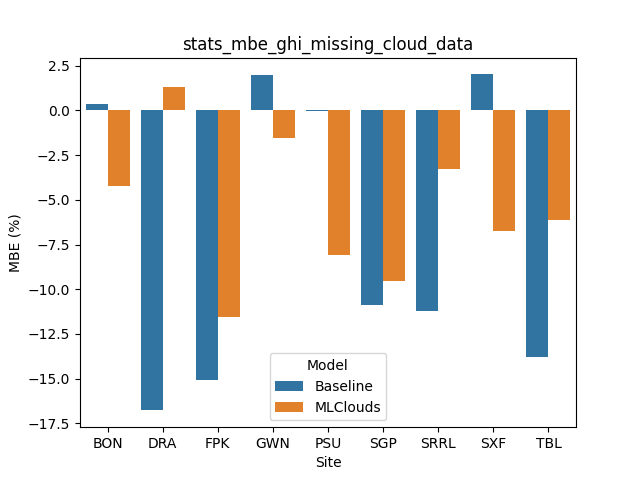 stats_mbe_ghi_missing_cloud_data
MBE (%)
2.5
0.0
−2.5
−5.0
−7.5
−10.0
−12.5
−15.0
−17.5
Model
Baseline
MLClouds
BON DRA FPK GWN PSU SGP SRRL SXF TBL
Site